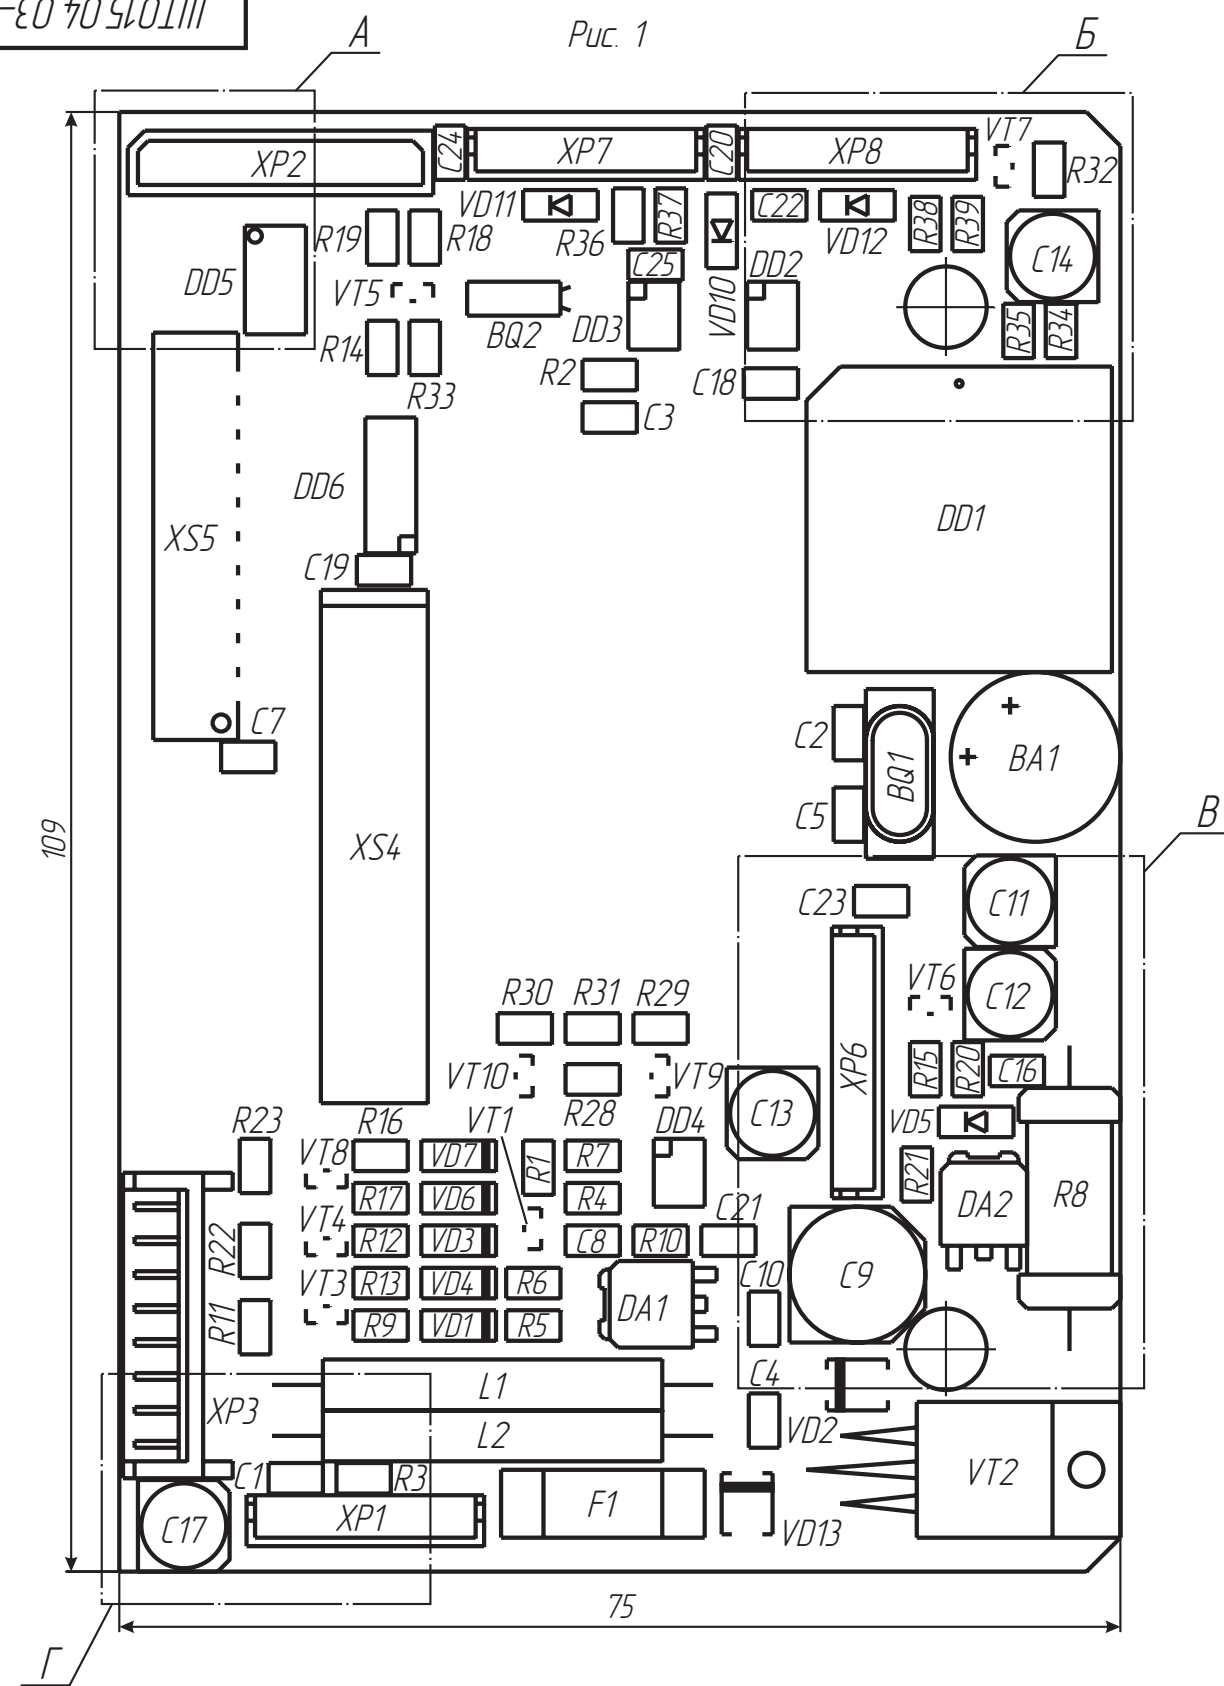 ШТО15 04 03-
А
Рис. 1
Б
XP2
C24
XP7
C20
XP8
VT7
R32
VD11
R36
R37
C22
VD12
R38
R39
C14
R19
R18
C25
VD10
DD2
DD5
VT5
BQ2
DD3
R35
R34
R14
R33
R2
C18
C3
DD6
XS5
DD1
C19
C7
C2
BQ1
BA1
C5
109
XS4
В
C23
C11
VT6
C12
R30
R31
R29
XP6
R15
R20
C16
VT10
VT9
R28
C13
R23
R16
VT1
DD4
VD5
VT8
VD7
R1
R7
R21
R8
R17
VD6
R4
DA2
C21
VT4
R12
VD3
C8
R10
R22
VT3
R13
VD4
R6
C10
C9
R11
R9
VD1
R5
DA1
L1
C4
XP3
L2
VD2
VT2
C1
R3
C17
XP1
F1
VD13
75
Г